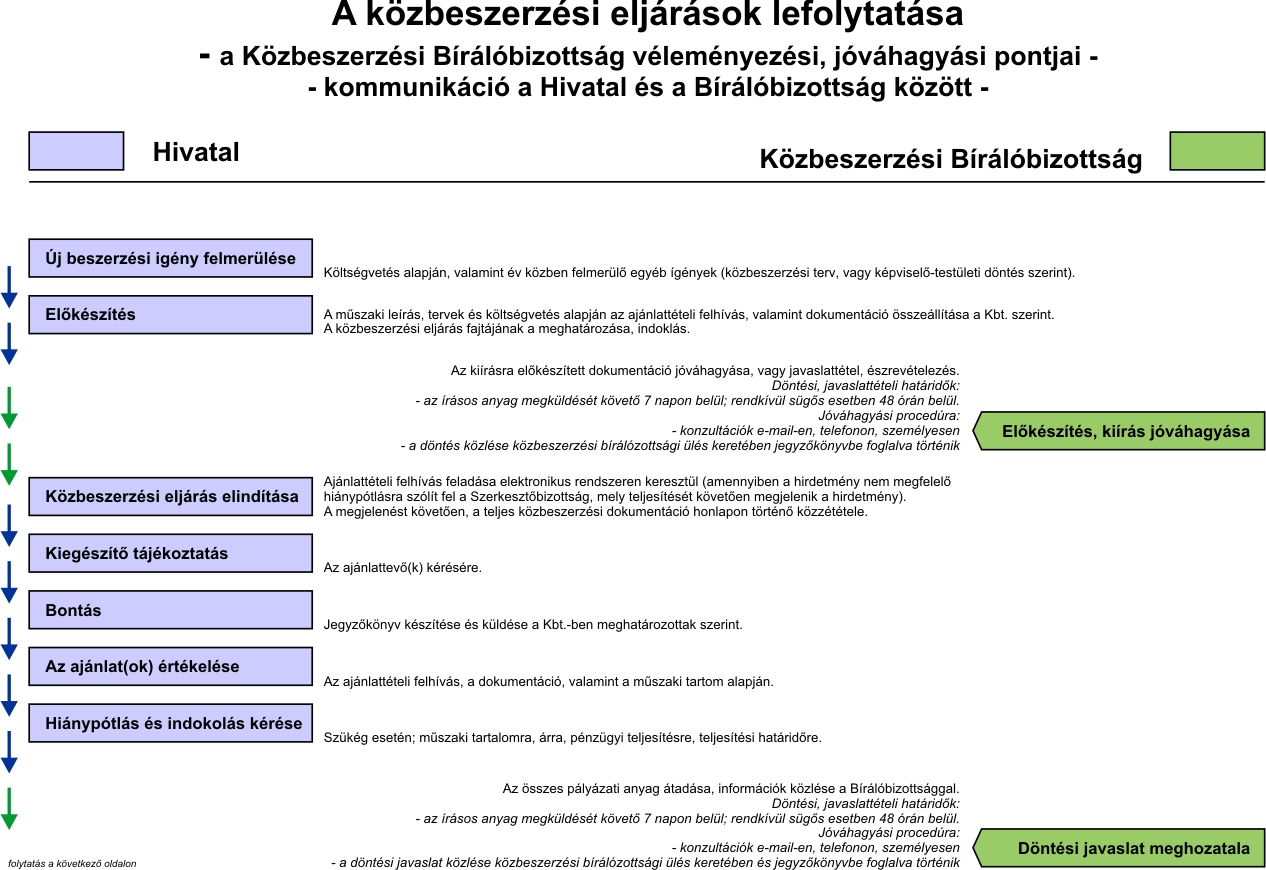 A közbeszerzési eljárások lefolytatása
- a Közbeszerzési Bírálóbizottság véleményezési, jóváhagyási pontjai -
- kommunikáció a Hivatal és a Bírálóbizottság között -
Hivatal
Közbeszerzési Bírálóbizottság
Új beszerzési igény felmerülése
Költségvetés alapján, valamint év közben felmerülő egyéb ígények (közbeszerzési terv, vagy képviselő-testületi döntés szerint).
Előkészítés
A műszaki leírás, tervek és költségvetés alapján az ajánlattételi felhívás, valamint dokumentáció összeállítása a Kbt. szerint.
A közbeszerzési eljárás fajtájának a meghatározása, indoklás.
Az kiírásra előkészített dokumentáció jóváhagyása, vagy javaslattétel, észrevételezés.
Döntési, javaslattételi határidők:
- az írásos anyag megküldését követő 7 napon belül; rendkívül sügős esetben 48 órán belül.
Jóváhagyási procedúra:
- konzultációk e-mail-en, telefonon, személyesen
- a döntés közlése közbeszerzési bírálózottsági ülés keretében jegyzőkönyvbe foglalva történik
Előkészítés, kiírás jóváhagyása
Közbeszerzési eljárás elindítása
Ajánlattételi felhívás feladása elektronikus rendszeren keresztül (amennyiben a hirdetmény nem megfelelő
hiánypótlásra szólít fel a Szerkesztőbizottság, mely teljesítését követően megjelenik a hirdetmény).
A megjelenést követően, a teljes közbeszerzési dokumentáció honlapon történő közzététele.
Kiegészítő tájékoztatás
Az ajánlattevő(k) kérésére.
Bontás
Jegyzőkönyv készítése és küldése a Kbt.-ben meghatározottak szerint.
Az ajánlat(ok) értékelése
Az ajánlattételi felhívás, a dokumentáció, valamint a műszaki tartom alapján.
Hiánypótlás és indokolás kérése
Szükég esetén; műszaki tartalomra, árra, pénzügyi teljesítésre, teljesítési határidőre.
Az összes pályázati anyag átadása, információk közlése a Bírálóbizottsággal.
Döntési, javaslattételi határidők:
- az írásos anyag megküldését követő 7 napon belül; rendkívül sügős esetben 48 órán belül.
Jóváhagyási procedúra:
- konzultációk e-mail-en, telefonon, személyesen
- a döntési javaslat közlése közbeszerzési bírálózottsági ülés keretében és jegyzőkönyvbe foglalva történik
Döntési javaslat meghozatala
folytatás a következő oldalon